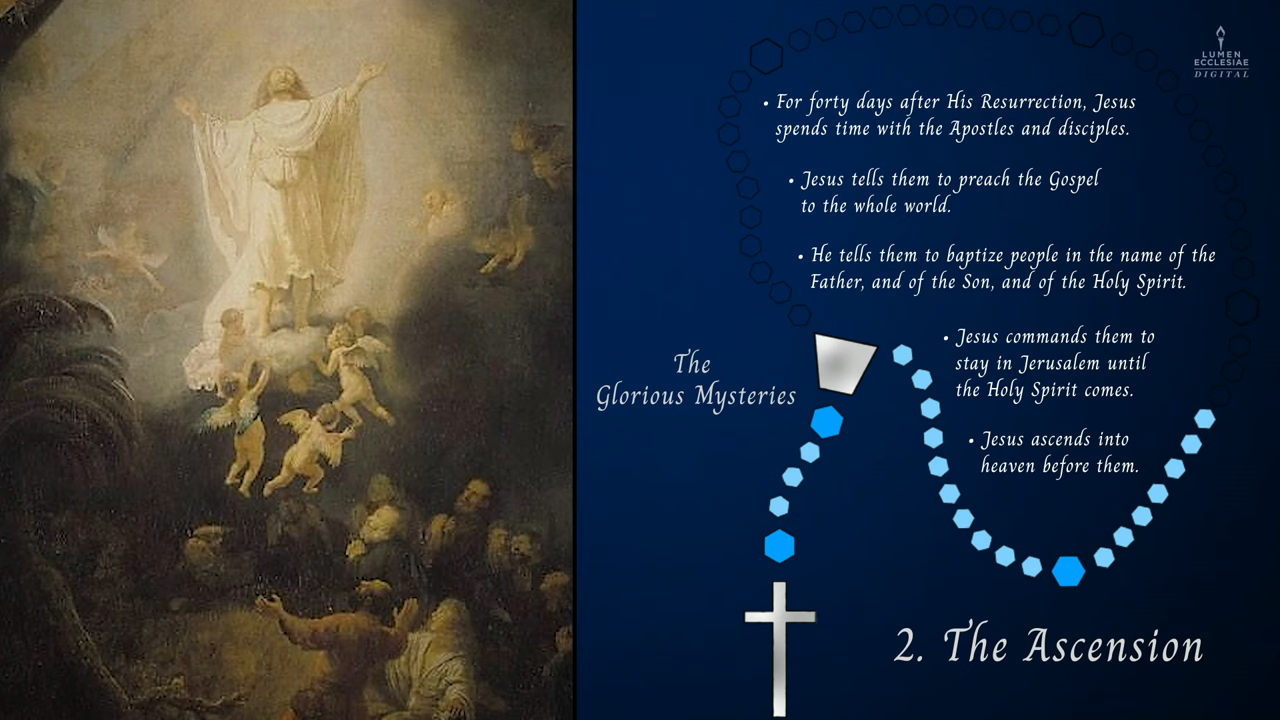 LUMEN
ECCLESIAE
DIGITAL
• For forty days after His Resurrection, Jesus
spends time with the Apostles and disciples.
• Jesus tells them to preach the Gospel
to the whole world.
• He tells them to baptize people in the name of the
Father, and of the Son, and of the Holy Spirit.
• Jesus commands them to
stay in Jerusalem until
the Holy Spirit comes.
• Jesus ascends into
heaven before them.
The
Glorious Mysteries
2. The Ascension